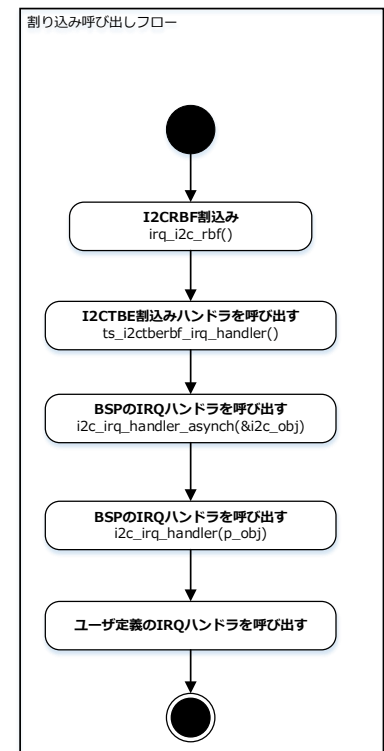 割り込み呼び出しフロー
I2CRBF割込み
irq_i2c_rbf()
I2CTBE割込みハンドラを呼び出す
ts_i2ctberbf_irq_handler()
BSPのIRQハンドラを呼び出す
i2c_irq_handler_asynch(&i2c_obj)
BSPのIRQハンドラを呼び出す
i2c_irq_handler(p_obj)
ユーザ定義のIRQハンドラを呼び出す